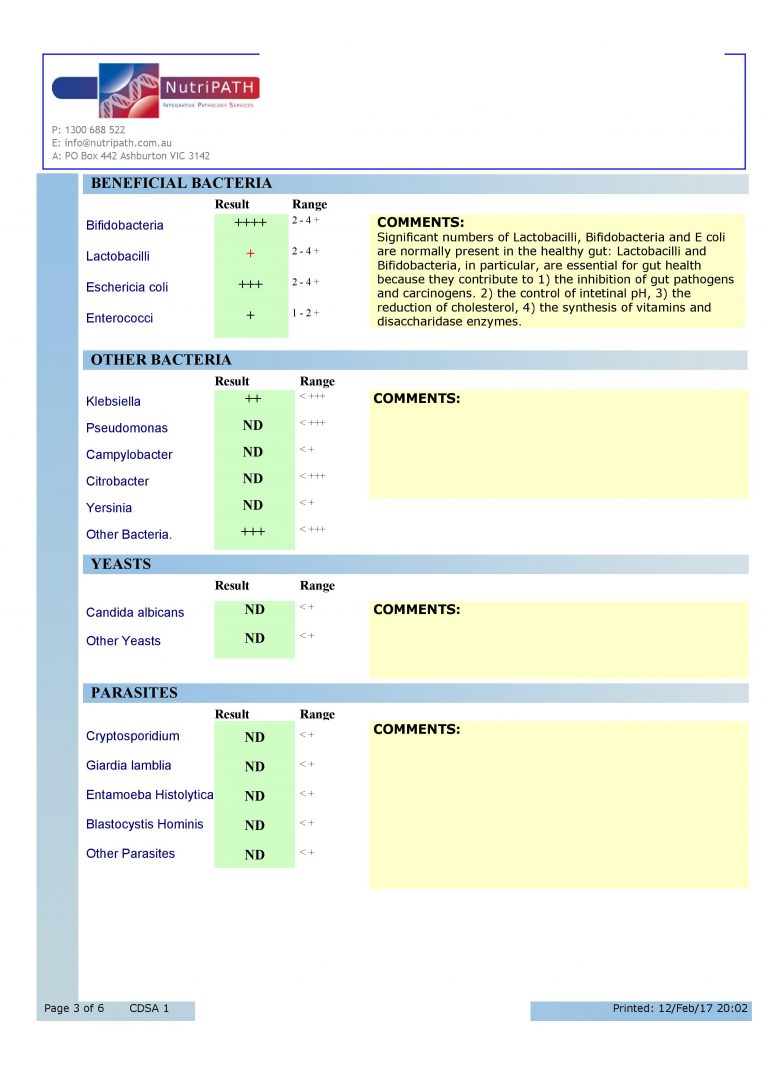 NutriPATH
INTEGRATIVE PATHOLOGY SERVICES
P: 1300 688 522
E: info@nutripath.com.au
A: PO Box 442 Ashburton VIC 3142
BENEFICIAL BACTERIA
Result Range
Bifidobacteria ++++ 2 - 4 +
Lactobacilli + 2 - 4 +
Eschericia coli +++ 2 - 4 +
Enterococci + 1 - 2 +
COMMENTS:
Significant numbers of Lactobacilli, Bifidobacteria and E coli
are normally present in the healthy gut: Lactobacilli and
Bifidobacteria, in particular, are essential for gut health
because they contribute to 1) the inhibition of gut pathogens
and carcinogens. 2) the control of intetinal pH, 3) the
reduction of cholesterol, 4) the synthesis of vitamins and
disaccharidase enzymes.
OTHER BACTERIA
Result Range
Klebsiella ++ < +++
Pseudomonas ND < +++
Campylobacter ND < +
Citrobacter ND < +++
Yersinia ND < +
Other Bacteria. +++ < +++
COMMENTS:
YEASTS
Result Range
Candida albicans ND < +
Other Yeasts ND < +
COMMENTS:
PARASITES
Result Range
Cryptosporidium ND < +
Giardia lamblia ND < +
Entamoeba Histolytica ND < +
Blastocystis Hominis ND < +
Other Parasites ND < +
COMMENTS:
Page 3 of 6 CDSA 1
Printed: 12/Feb/17 20:02